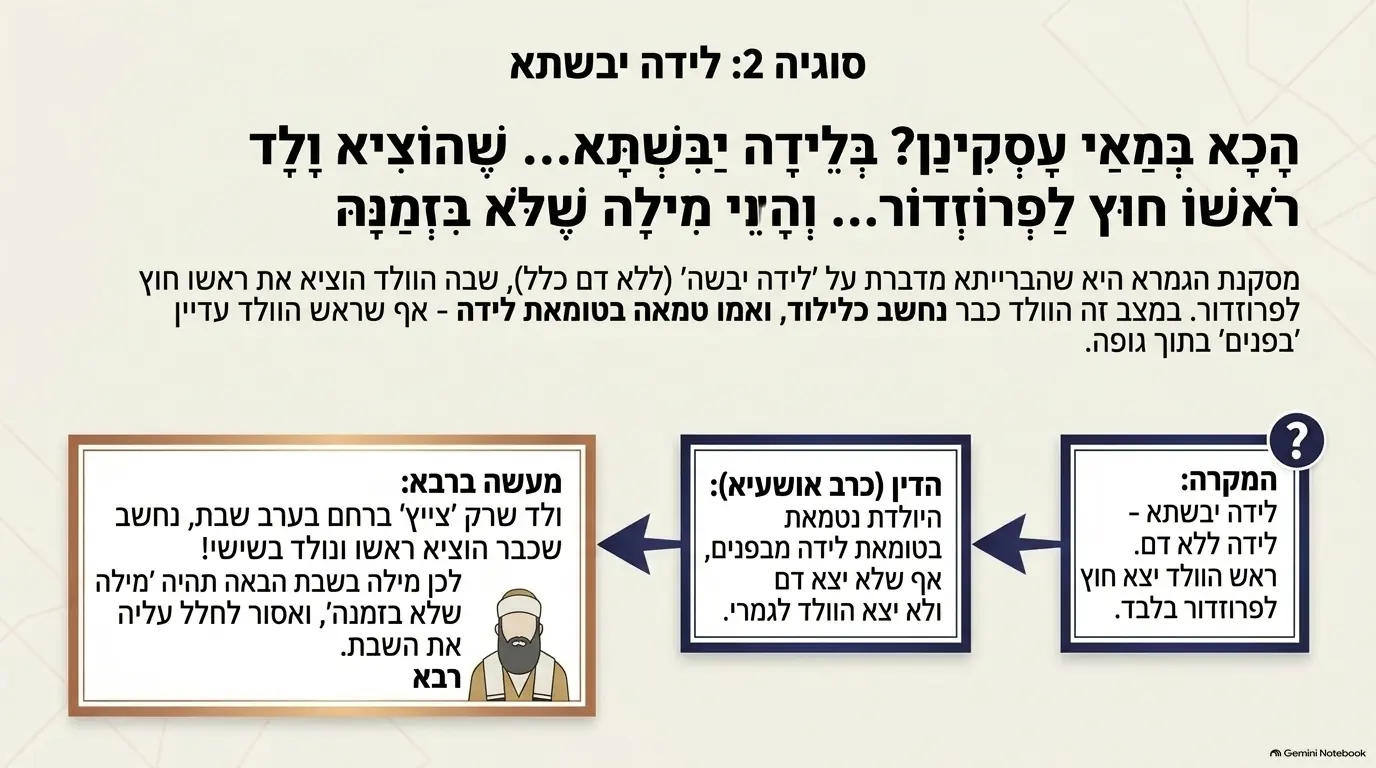 סוגיה 2: לידה יבשתא
הָכָא בְּמַאי עָסְקִינַן? בְּלֵידָה יַבִּשְׁתָּא... שֶׁהוֹצִיא וָלָד
רֹאשׁוֹ חוּץ לַפְּרוֹזְדוֹר... וְהָנֵי מִילָה שֶׁלֹּא בִּזְמַנָּהּ
מסקנת הגמרא היא שהברייתא מדברת על 'לידה יבשה' (ללא דם כלל), שבה הוולד הוציא את ראשו חוץ
לפרוזדור. במצב זה הוולד כבר נחשב כלילוד, ואמו טמאה בטומאת לידה - אף שראש הוולד עדיין
'בפנים' בתוך גופה.
?
המקרה:
לידה יבשתא –
לידה ללא דם.
ראש הוולד יצא חוץ
לפרוזדור בלבד.
הדין (כרב אושעיא):
היולדת נטמאת
בטומאת לידה מבפנים,
אף שלא יצא דם
ולא יצא הוולד לגמרי.
מעשה ברבא:
ולד שרק 'צייץ' ברחם בערב שבת, נחשב
שכבר הוציא ראשו ונולד בשישי!
לכן מילה בשבת הבאה תהיה 'מילה
שלא בזמנה', ואסור לחלל עליה
את השבת.
רבא
Gemini Notebook